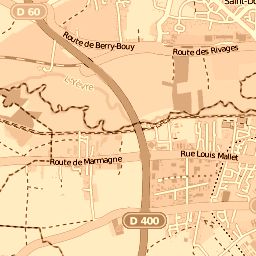 Saint-Do
D 60
Route de Berry-Bouy
Route des Rivages
L'Yèvre
Rue Louis Mallet
Route de Marmagne
D 400